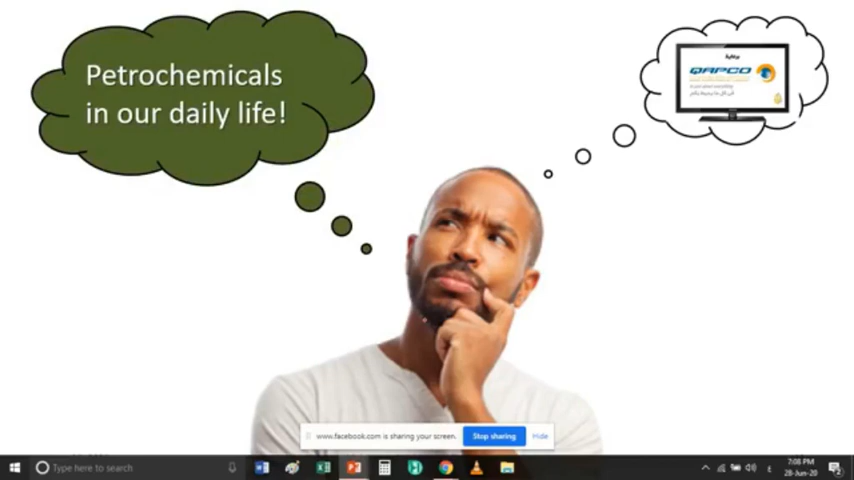 Petrochemicals
in our daily life!
QAPCO
www.facebook.com is sharing your screen.
Stop sharing
Hide
Type here to search
7:08 PM
28-Jun-20